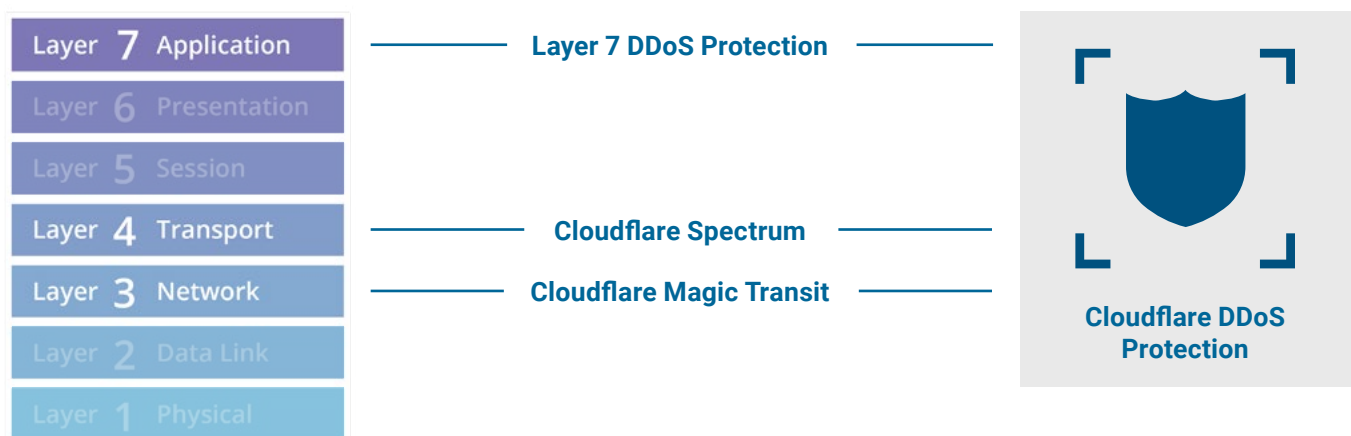 Layer 7 Application
Layer 7 DDoS Protection
Layer 6 Presentation
Layer 5 Session
Layer 4 Transport
Cloudflare Spectrum
Layer 3 Network
Cloudflare Magic Transit
Layer 2 Data Link
Layer 1 Physical
Cloudflare DDoS
Protection